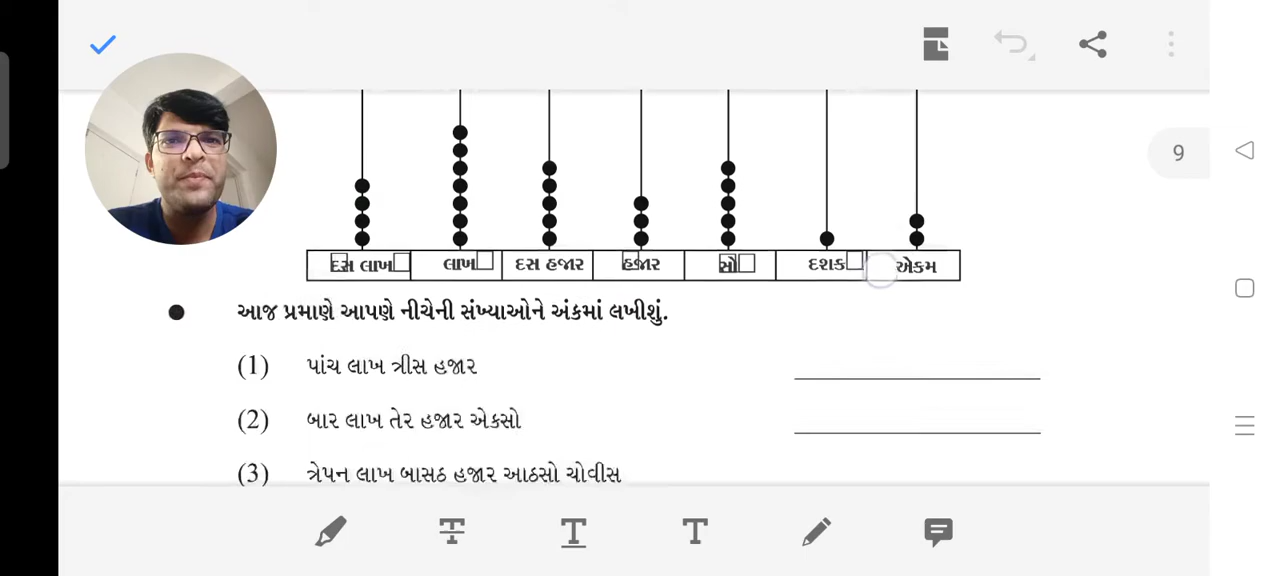 9
દસ લાખ લાખ દસ હજાર હજાર સો દશક એકમ
આજ પ્રમાણે આપણે નીચેની સંખ્યાઓને અંકમાં લખીશું.
(1) પાંચ લાખ ત્રીસ હજાર
(2) બાર લાખ તેર હજાર એકસો
(3) ત્રેપન લાખ બાસઠ હજાર આઠસો ચોવીસ
T T T